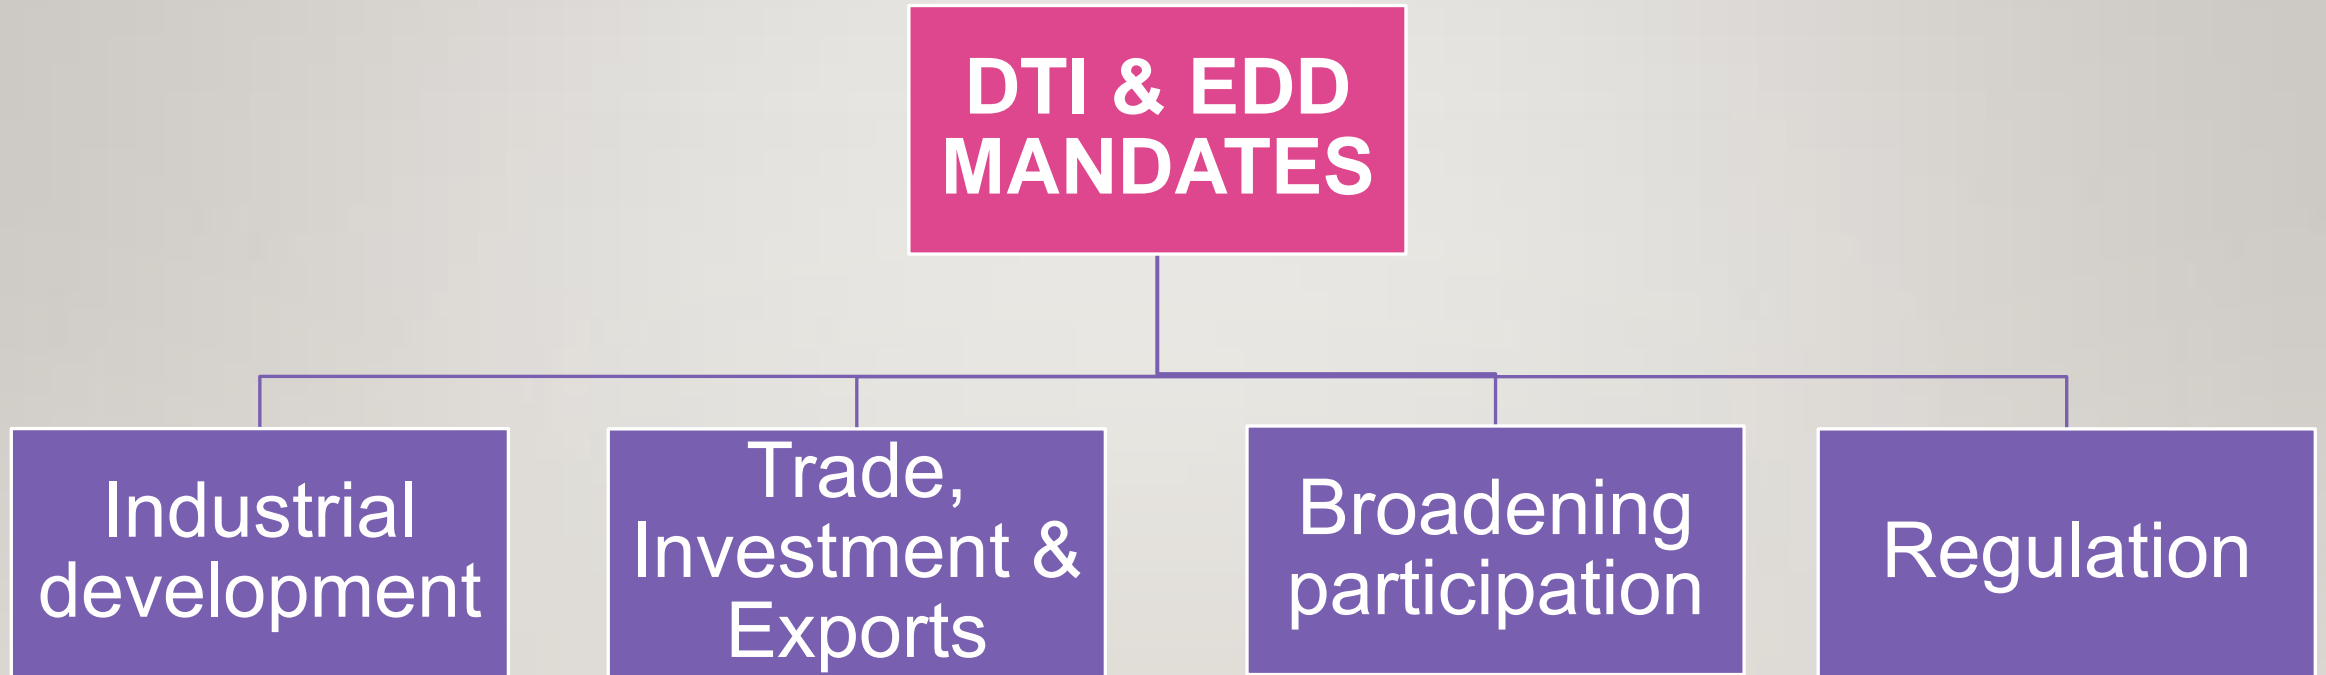 DTI & EDD
MANDATES
Industrial
development
Trade,
Investment &
Exports
Broadening
participation
Regulation